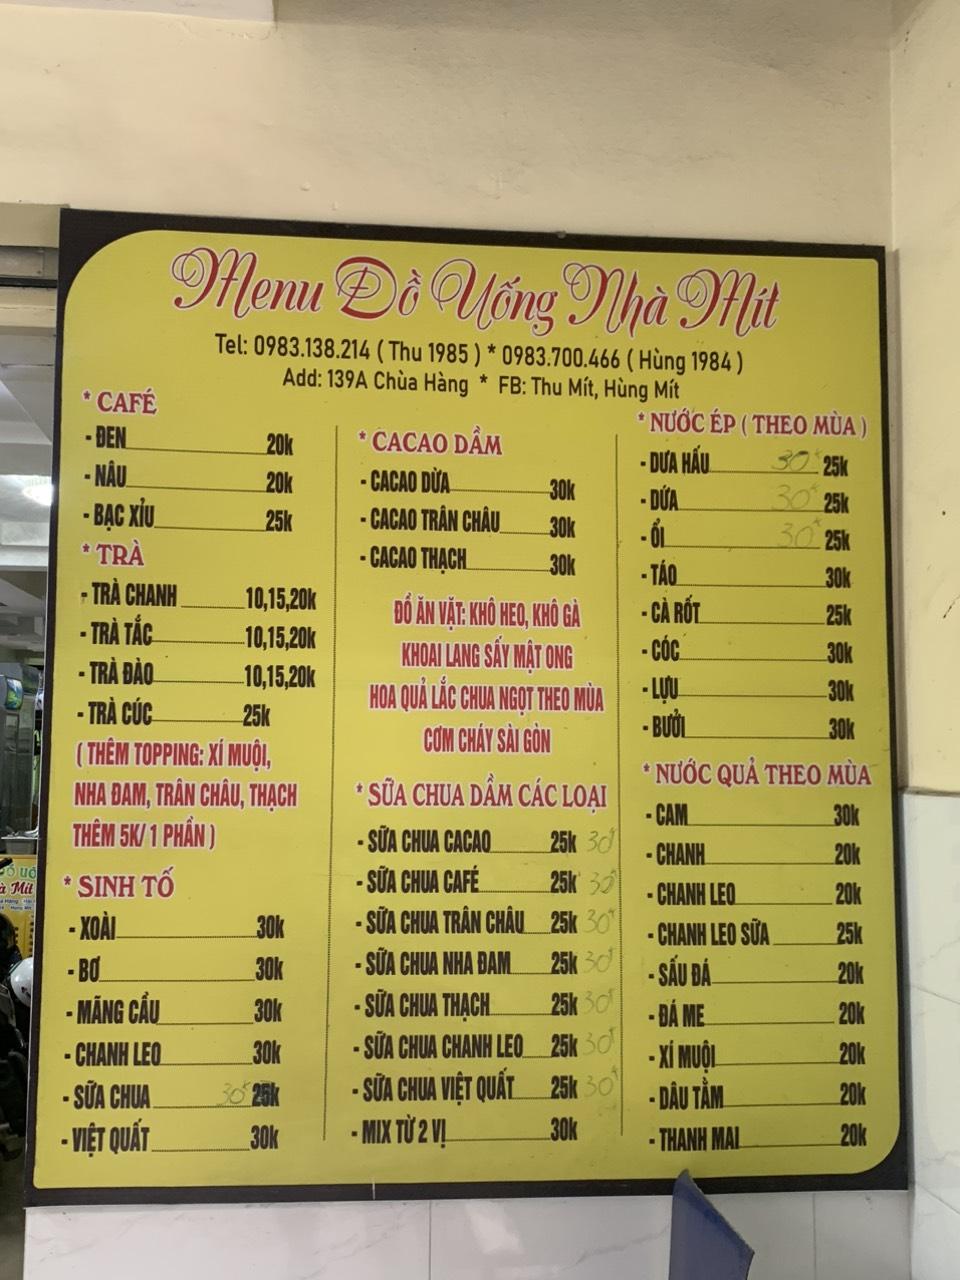 Menu Đồ Uống Nhà Mít
Tel: 0983.138.214 ( Thu 1985 ) * 0983.700.466 ( Hùng 1984 )
Add: 139A Chùa Hàng * FB: Thu Mít, Hùng Mít
* CAFÉ
- ĐEN 20k
- NÂU 20k
- BẠC XỈU 25k
* TRÀ
- TRÀ CHANH 10,15,20k
- TRÀ TẮC 10,15,20k
- TRÀ ĐÀO 10,15,20k
- TRÀ CÚC 25k
( THÊM TOPPING: XÍ MUỘI,
NHA ĐAM, TRÂN CHÂU, THẠCH
THÊM 5K/ 1 PHẦN )
* SINH TỐ
- XOÀI 30k
- BƠ 30k
- MÃNG CẦU 30k
- CHANH LEO 30k
- SỮA CHUA 30k 25k
- VIỆT QUẤT 30k
* CACAO DẦM
- CACAO DỪA 30k
- CACAO TRÂN CHÂU 30k
- CACAO THẠCH 30k
ĐỒ ĂN VẶT: KHÔ HEO, KHÔ GÀ
KHOAI LANG SẤY MẬT ONG
HOA QUẢ LẮC CHUA NGỌT THEO MÙA
CƠM CHÁY SÀI GÒN
* SỮA CHUA DẦM CÁC LOẠI
- SỮA CHUA CACAO 25k 30k
- SỮA CHUA CAFÉ 25k 30k
- SỮA CHUA TRÂN CHÂU 25k 30k
- SỮA CHUA NHA ĐAM 25k 30k
- SỮA CHUA THẠCH 25k 30k
- SỮA CHUA CHANH LEO 25k 30k
- SỮA CHUA VIỆT QUẤT 25k 30k
- MIX TỪ 2 VỊ 30k
* NƯỚC ÉP ( THEO MÙA )
- DƯA HẤU 30k 25k
- DỨA 30k 25k
- ỔI 30k 25k
- TÁO 30k
- CÀ RỐT 25k
- CÓC 30k
- LỰU 30k
- BƯỞI 30k
* NƯỚC QUẢ THEO MÙA
- CAM 30k
- CHANH 20k
- CHANH LEO 20k
- CHANH LEO SỮA 25k
- SẤU ĐÁ 20k
- ĐÁ ME 20k
- XÍ MUỘI 20k
- DÂU TẰM 20k
- THANH MAI 20k